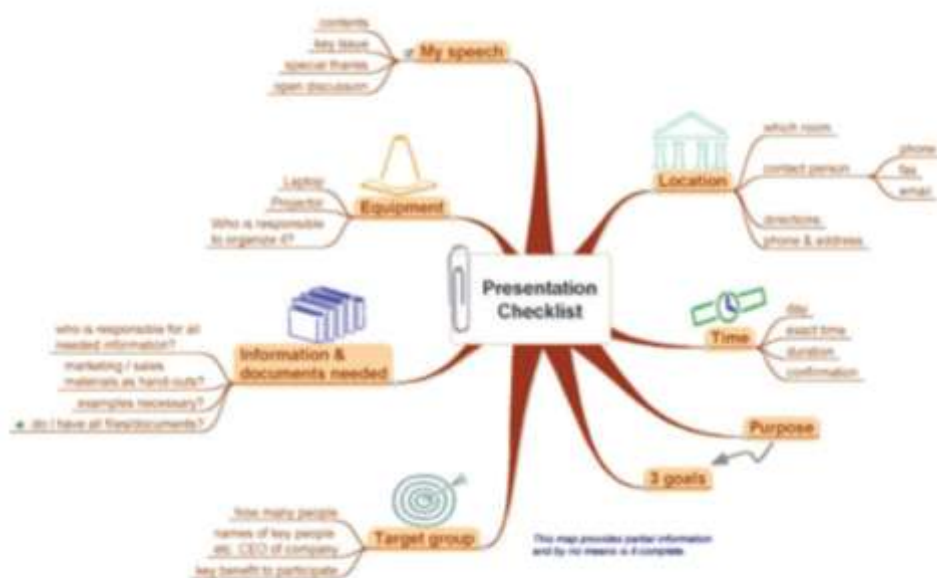 contents
key issue
special thanks
open discussion
My speech
Laptop
Projector
Who is responsible
to organize it?
Equipment
who is responsible for all
needed information?
marketing / sales
materials as hand-outs?
examples necessary?
do I have all files/documents?
Information &
documents needed
how many people
names of key people
etc. CEO of company
key benefit to participate
Target group
Presentation
Checklist
Location
which room
contact person
phone
fax
email
directions
phone & address
Time
day
exact time
duration
confirmation
Purpose
3 goals
This map provides partial information
and by no means is it complete.